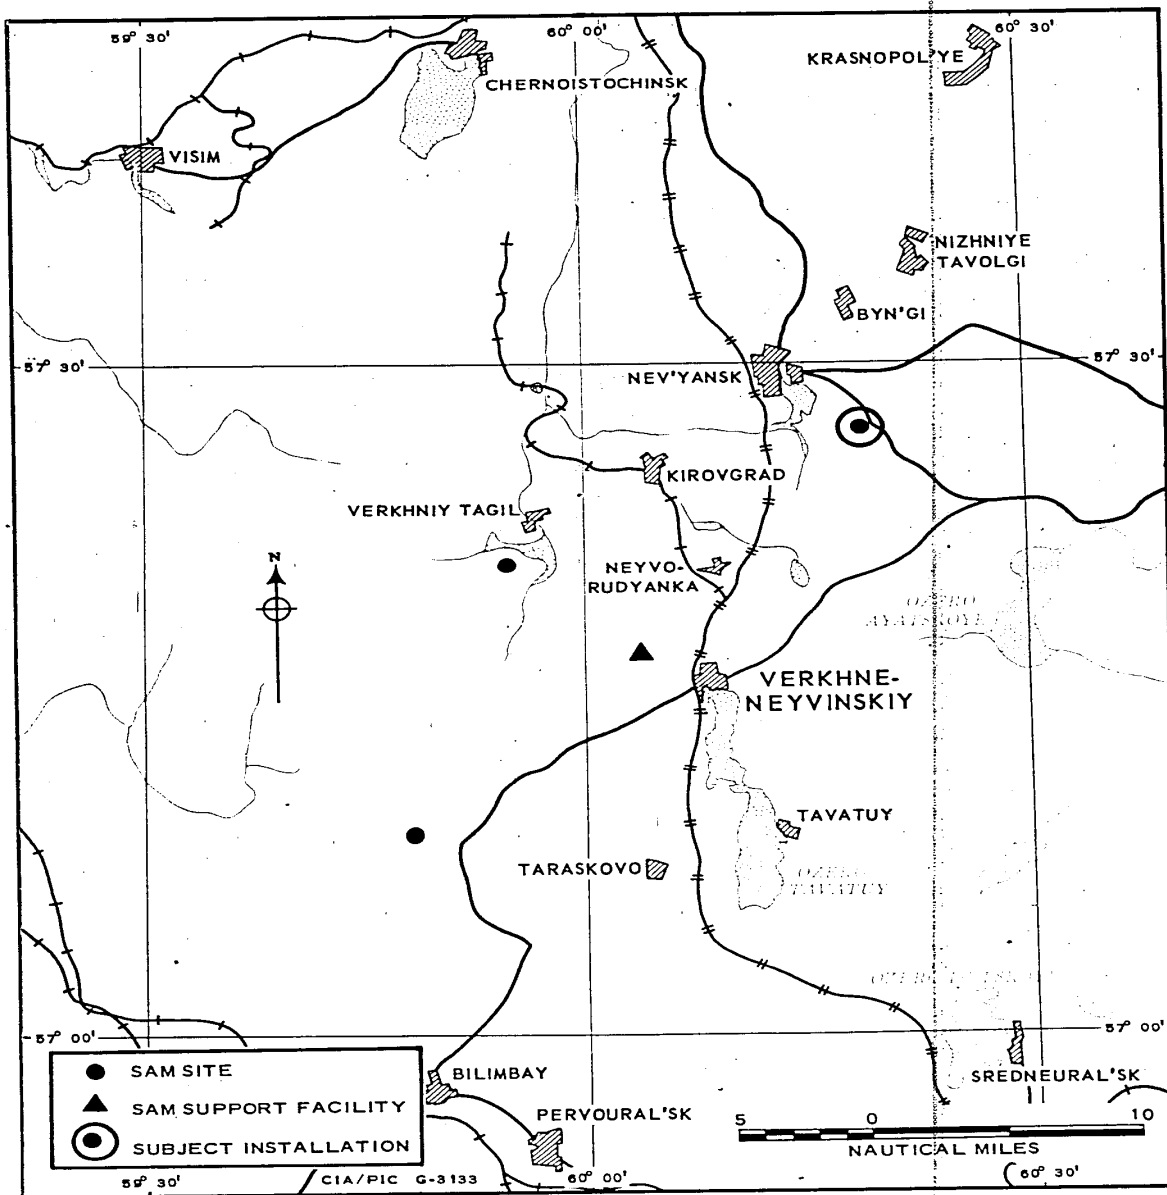 59° 30'
60° 00'
60° 30'
KRASNOPOL'YE
CHERNOISTOCHINSK
VISIM
NIZHNIYE
TAVOLGI
BYN'GI
57° 30'
57° 30'
NEV'YANSK
KIROVGRAD
VERKHNIY TAGIL
N
NEYVO-
RUDYANKA
OZERO
AYATSKOYE
VERKHNE-
NEYVINSKIY
TAVATUY
TARASKOVO
OZERO
TAVATUY
57° 00'
57° 00'
SAM SITE
SAM SUPPORT FACILITY
SUBJECT INSTALLATION
BILIMBAY
PERVOURAL'SK
SREDNEURAL'SK
5 0 10
NAUTICAL MILES
59° 30'
CIA/PIC G-3133
60° 00'
60° 30'